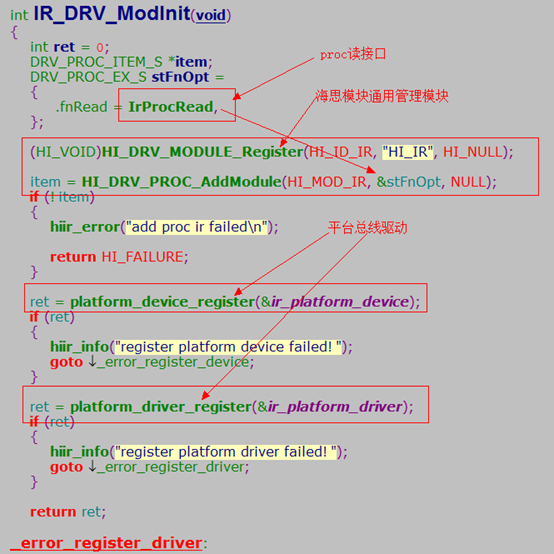 int IR_DRV_ModInit(void)
{
int ret = 0;
DRV_PROC_ITEM_S *item;
DRV_PROC_EX_S stFnOpt =
proc读接口
{
.fnRead = IrProcRead,
海思模块通用管理模块
};
(HI_VOID)HI_DRV_MODULE_Register(HI_ID_IR, "HI_IR", HI_NULL);
item = HI_DRV_PROC_AddModule(HI_MOD_IR, &stFnOpt, NULL);
if (! item)
{
hiir_error("add proc ir failed\n");
平台总线驱动
return HI_FAILURE;
}
ret = platform_device_register(&ir_platform_device);
if (ret)
{
hiir_info("register platform device failed! ");
goto ↓_error_register_device;
}
ret = platform_driver_register(&ir_platform_driver);
if (ret)
{
hiir_info("register platform driver failed! ");
goto ↓_error_register_driver;
}
return ret;
_error_register_driver: